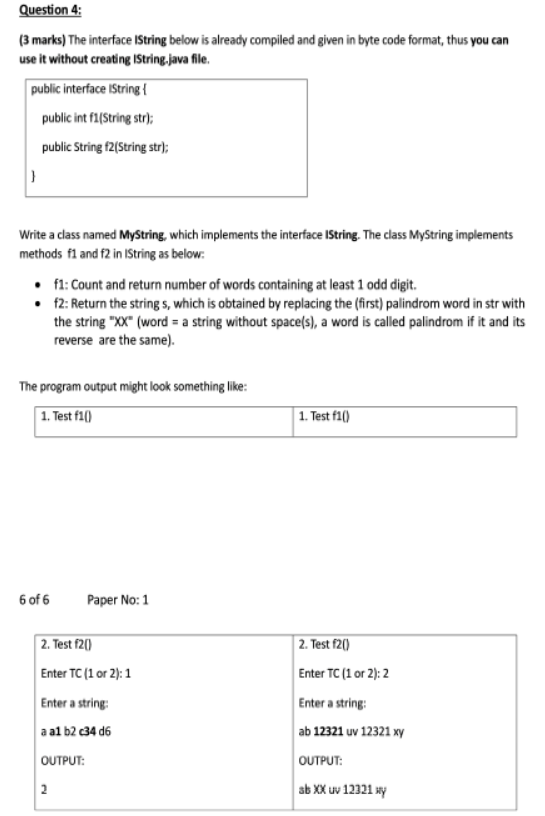 Question 4:
(3 marks) The interface IString below is already compiled and given in byte code format, thus you can
use it without creating IString.java file.
public interface IString {
public int f1(String str);
public String f2(String str);
}
Write a class named MyString, which implements the interface IString. The class MyString implements
methods f1 and f2 in IString as below:
• f1: Count and return number of words containing at least 1 odd digit.
• f2: Return the string s, which is obtained by replacing the (first) palindrom word in str with
the string "XX" (word = a string without space(s), a word is called palindrom if it and its
reverse are the same).
The program output might look something like:
1. Test f1() 1. Test f1()
6 of 6 Paper No: 1
2. Test f2() 2. Test f2()
Enter TC (1 or 2): 1 Enter TC (1 or 2): 2
Enter a string: Enter a string:
a a1 b2 c34 d6 ab 12321 uv 12321 xy
OUTPUT: OUTPUT:
2 ab XX uv 12321 xy